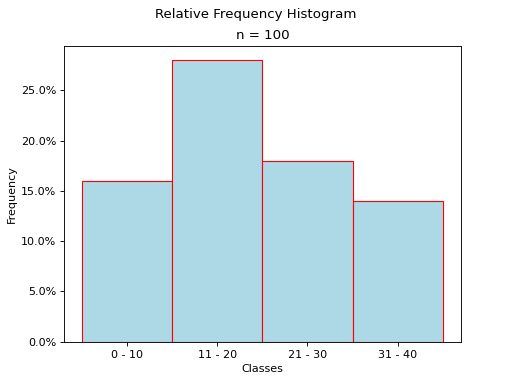 Relative Frequency Histogram
n = 100
25.0%
20.0%
15.0%
10.0%
5.0%
0.0%
Frequency
0 - 10
11 - 20
21 - 30
31 - 40
Classes